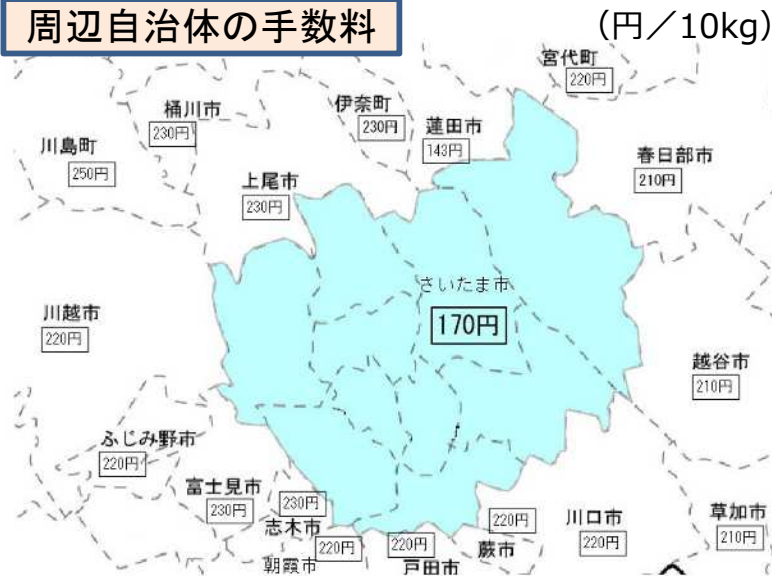 周辺自治体の手数料
(円／10kg)
宮代町
220円
桶川市
230円
伊奈町
230円
蓮田市
143円
川島町
250円
春日部市
210円
上尾市
230円
さいたま市
170円
川越市
220円
越谷市
210円
ふじみ野市
220円
富士見市
230円
230円
志木市
220円
朝霞市
220円
戸田市
220円
蕨市
川口市
220円
草加市
210円